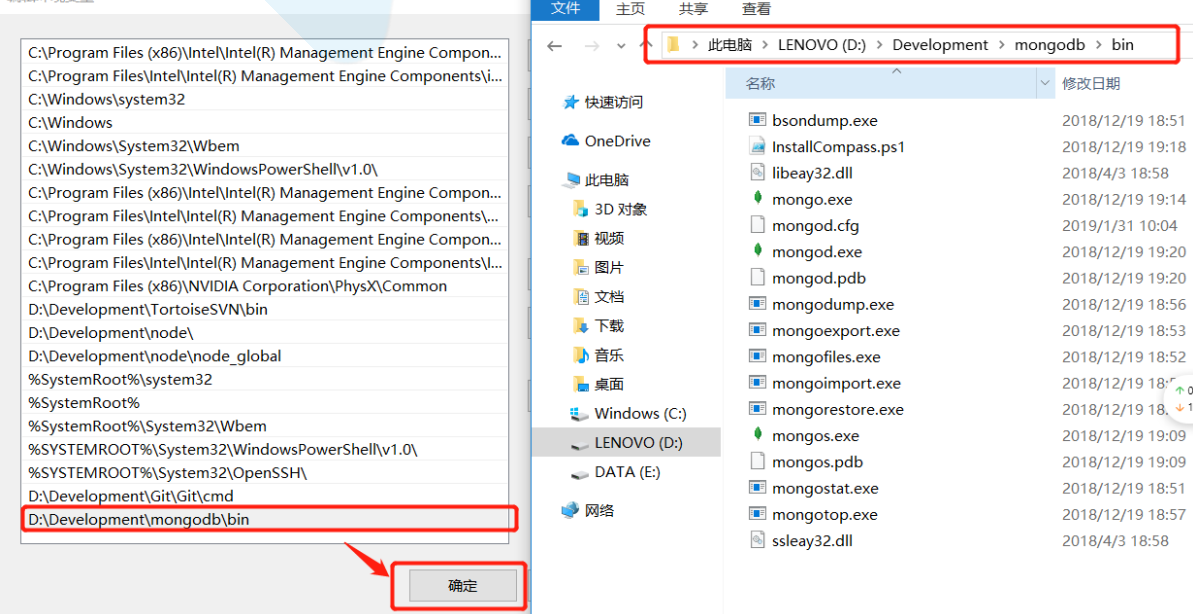 C:\Program Files (x86)\Intel\Intel(R) Management Engine Compon...
C:\Program Files\Intel\Intel(R) Management Engine Components\i...
C:\Windows\system32
C:\Windows
C:\Windows\System32\Wbem
C:\Windows\System32\WindowsPowerShell\v1.0\
C:\Program Files (x86)\Intel\Intel(R) Management Engine Compon...
C:\Program Files\Intel\Intel(R) Management Engine Components\...
C:\Program Files (x86)\Intel\Intel(R) Management Engine Compon...
C:\Program Files\Intel\Intel(R) Management Engine Components\I...
C:\Program Files (x86)\NVIDIA Corporation\PhysX\Common
D:\Development\TortoiseSVN\bin
D:\Development\node\
D:\Development\node\node_global
%SystemRoot%\system32
%SystemRoot%
%SystemRoot%\System32\Wbem
%SYSTEMROOT%\System32\WindowsPowerShell\v1.0\
%SYSTEMROOT%\System32\OpenSSH\
D:\Development\Git\Git\cmd
D:\Development\mongodb\bin
确定
文件 主页 共享 查看
此电脑 LENOVO (D:) Development mongodb bin
快速访问
OneDrive
此电脑
3D 对象
视频
图片
文档
下载
音乐
桌面
Windows (C:)
LENOVO (D:)
DATA (E:)
网络
名称 修改日期
bsondump.exe 2018/12/19 18:51
InstallCompass.ps1 2018/12/19 19:18
libeay32.dll 2018/4/3 18:58
mongo.exe 2018/12/19 19:14
mongod.cfg 2019/1/31 10:04
mongod.exe 2018/12/19 19:20
mongod.pdb 2018/12/19 19:20
mongodump.exe 2018/12/19 18:56
mongoexport.exe 2018/12/19 18:53
mongofiles.exe 2018/12/19 18:52
mongoimport.exe 2018/12/19
mongorestore.exe 2018/12/19
mongos.exe 2018/12/19 19:09
mongos.pdb 2018/12/19 19:09
mongostat.exe 2018/12/19 18:51
mongotop.exe 2018/12/19 18:57
ssleay32.dll 2018/4/3 18:58